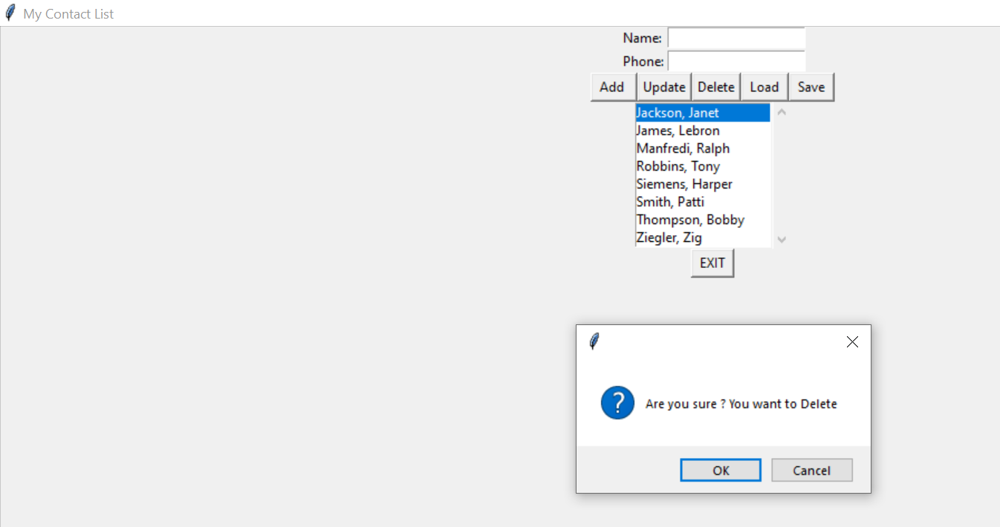 My Contact List
Name:
Phone:
Add Update Delete Load Save
Jackson, Janet
James, Lebron
Manfredi, Ralph
Robbins, Tony
Siemens, Harper
Smith, Patti
Thompson, Bobby
Ziegler, Zig
EXIT
? Are you sure ? You want to Delete
OK Cancel